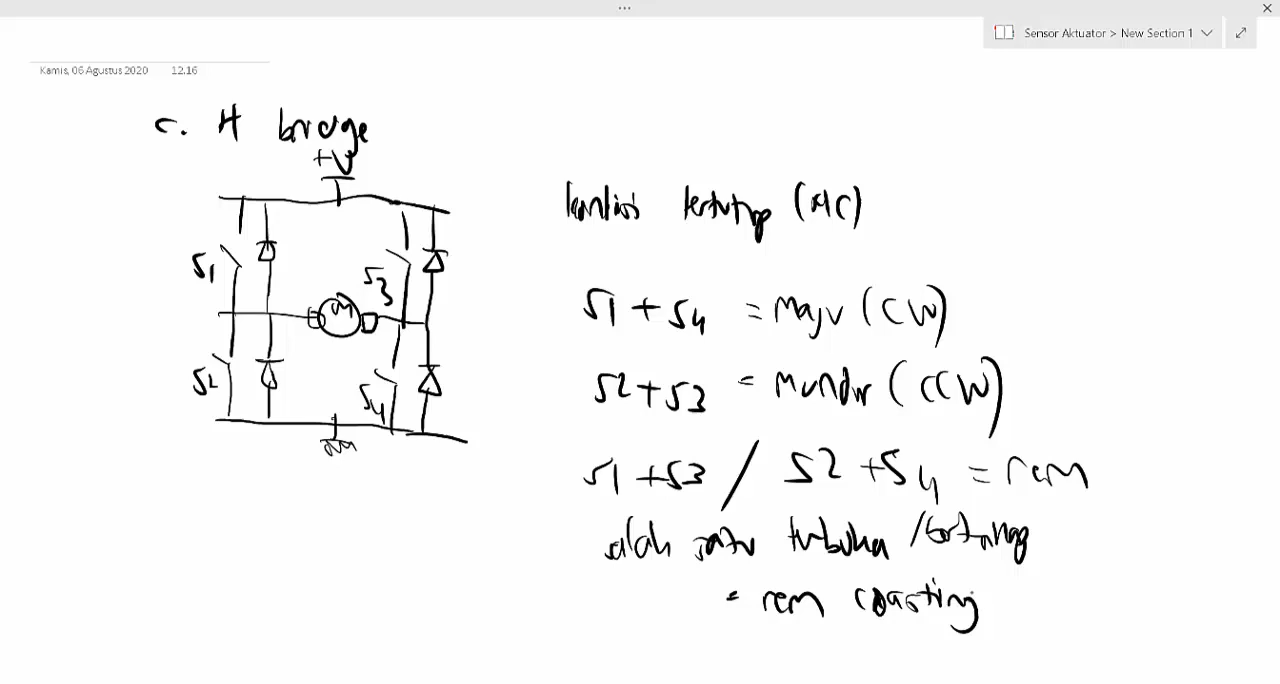 Sensor Aktuator > New Section 1
Kamis, 06 Agustus 2020 12.16
C. H bridge
+V
S1
S3
M
S2
S4
kondisi tertutup (NC)
S1 + S4 = Maju (CW)
S2 + S3 = Mundur (CCW)
S1 + S3 / S2 + S4 = rem
salah satu terbuka /
= rem coasting